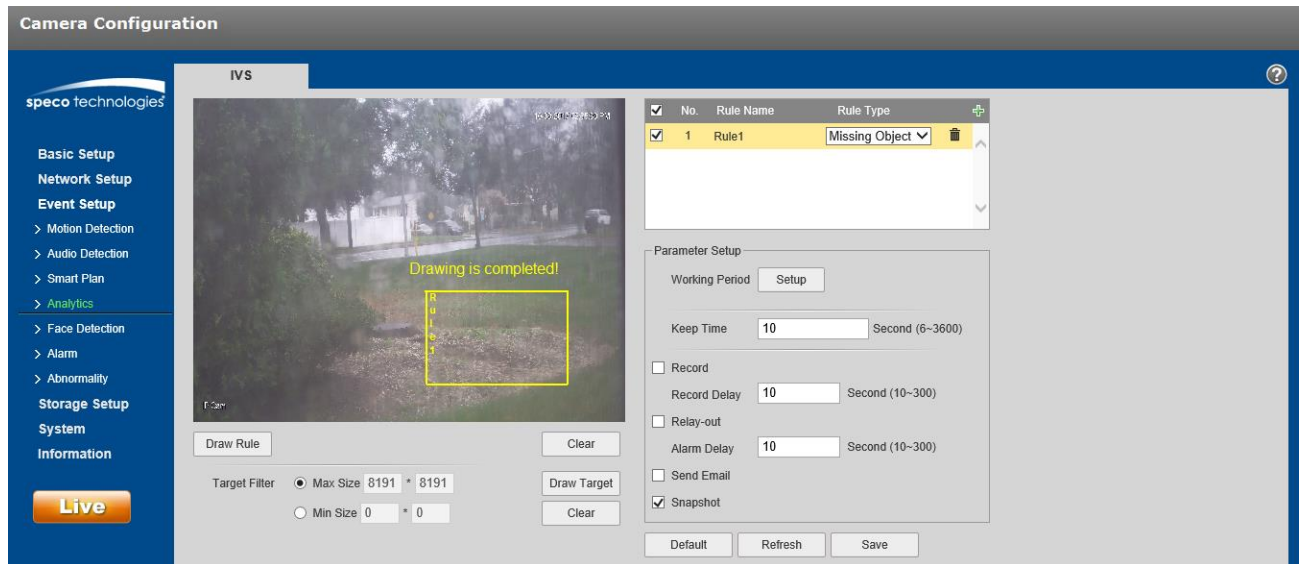 Camera Configuration
IVS
speco technologies
Basic Setup
Network Setup
Event Setup
> Motion Detection
> Audio Detection
> Smart Plan
> Analytics
> Face Detection
> Alarm
> Abnormality
Storage Setup
System
Information
Live
Drawing is completed!
Rule1
Draw Rule
Clear
Target Filter
Max Size 8191 * 8191
Draw Target
Min Size 0 * 0
Clear
No. Rule Name Rule Type
1 Rule1 Missing Object
Parameter Setup
Working Period Setup
Keep Time 10 Second (6~3600)
Record
Record Delay 10 Second (10~300)
Relay-out
Alarm Delay 10 Second (10~300)
Send Email
Snapshot
Default Refresh Save